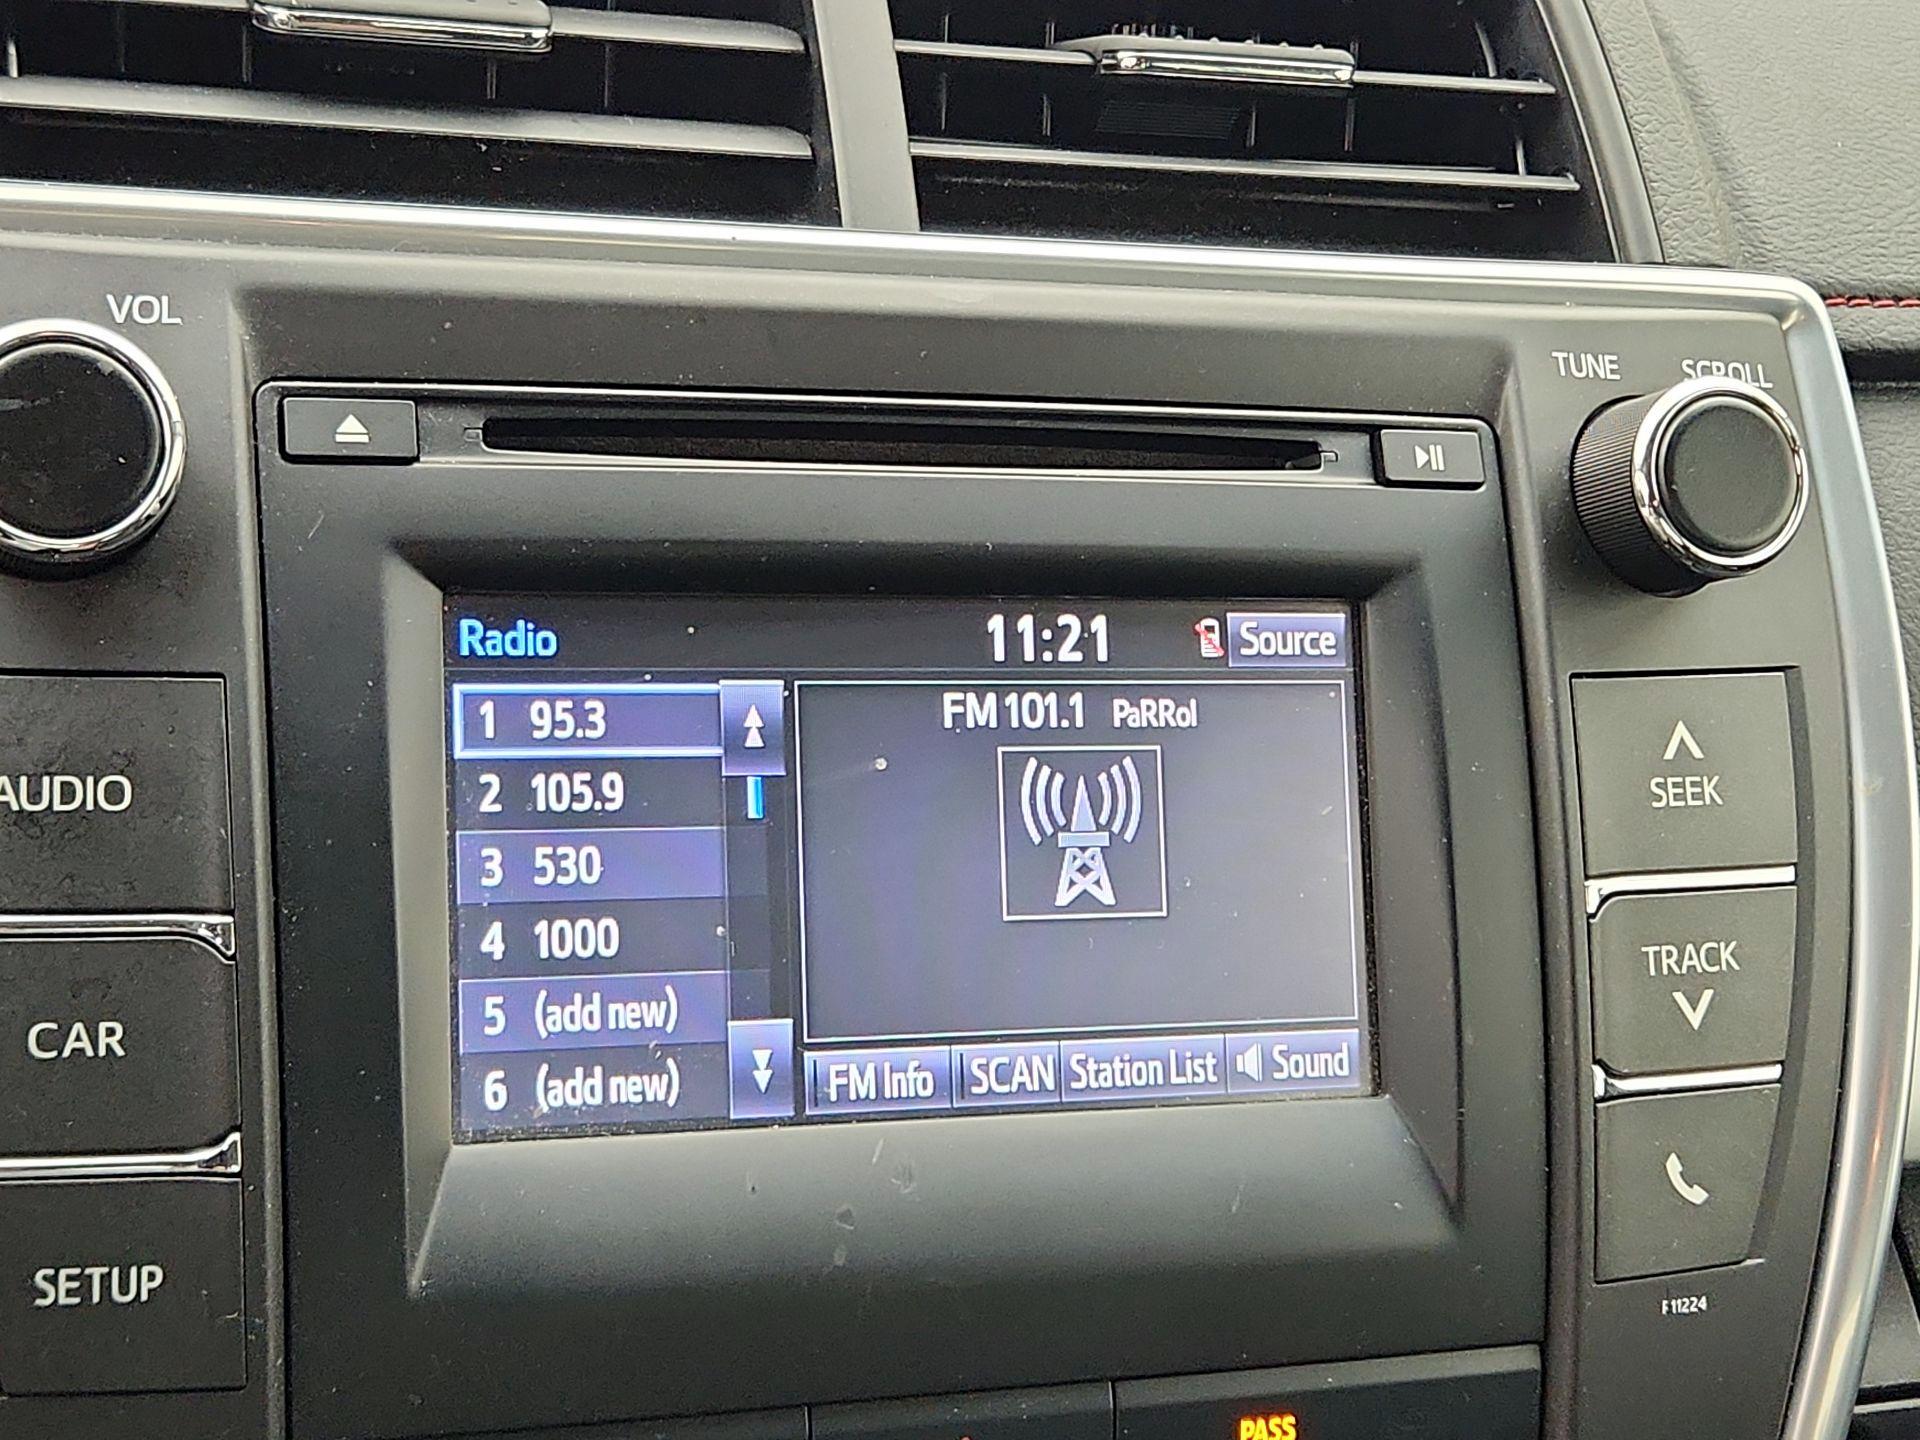 VOL
TUNE SCROLL
Radio 11:21 Source
1 95.3
2 105.9
3 530
4 1000
5 (add new)
6 (add new)
FM 101.1 PaRRol
FM Info SCAN Station List Sound
AUDIO
CAR
SETUP
SEEK
TRACK
F11224
PASS